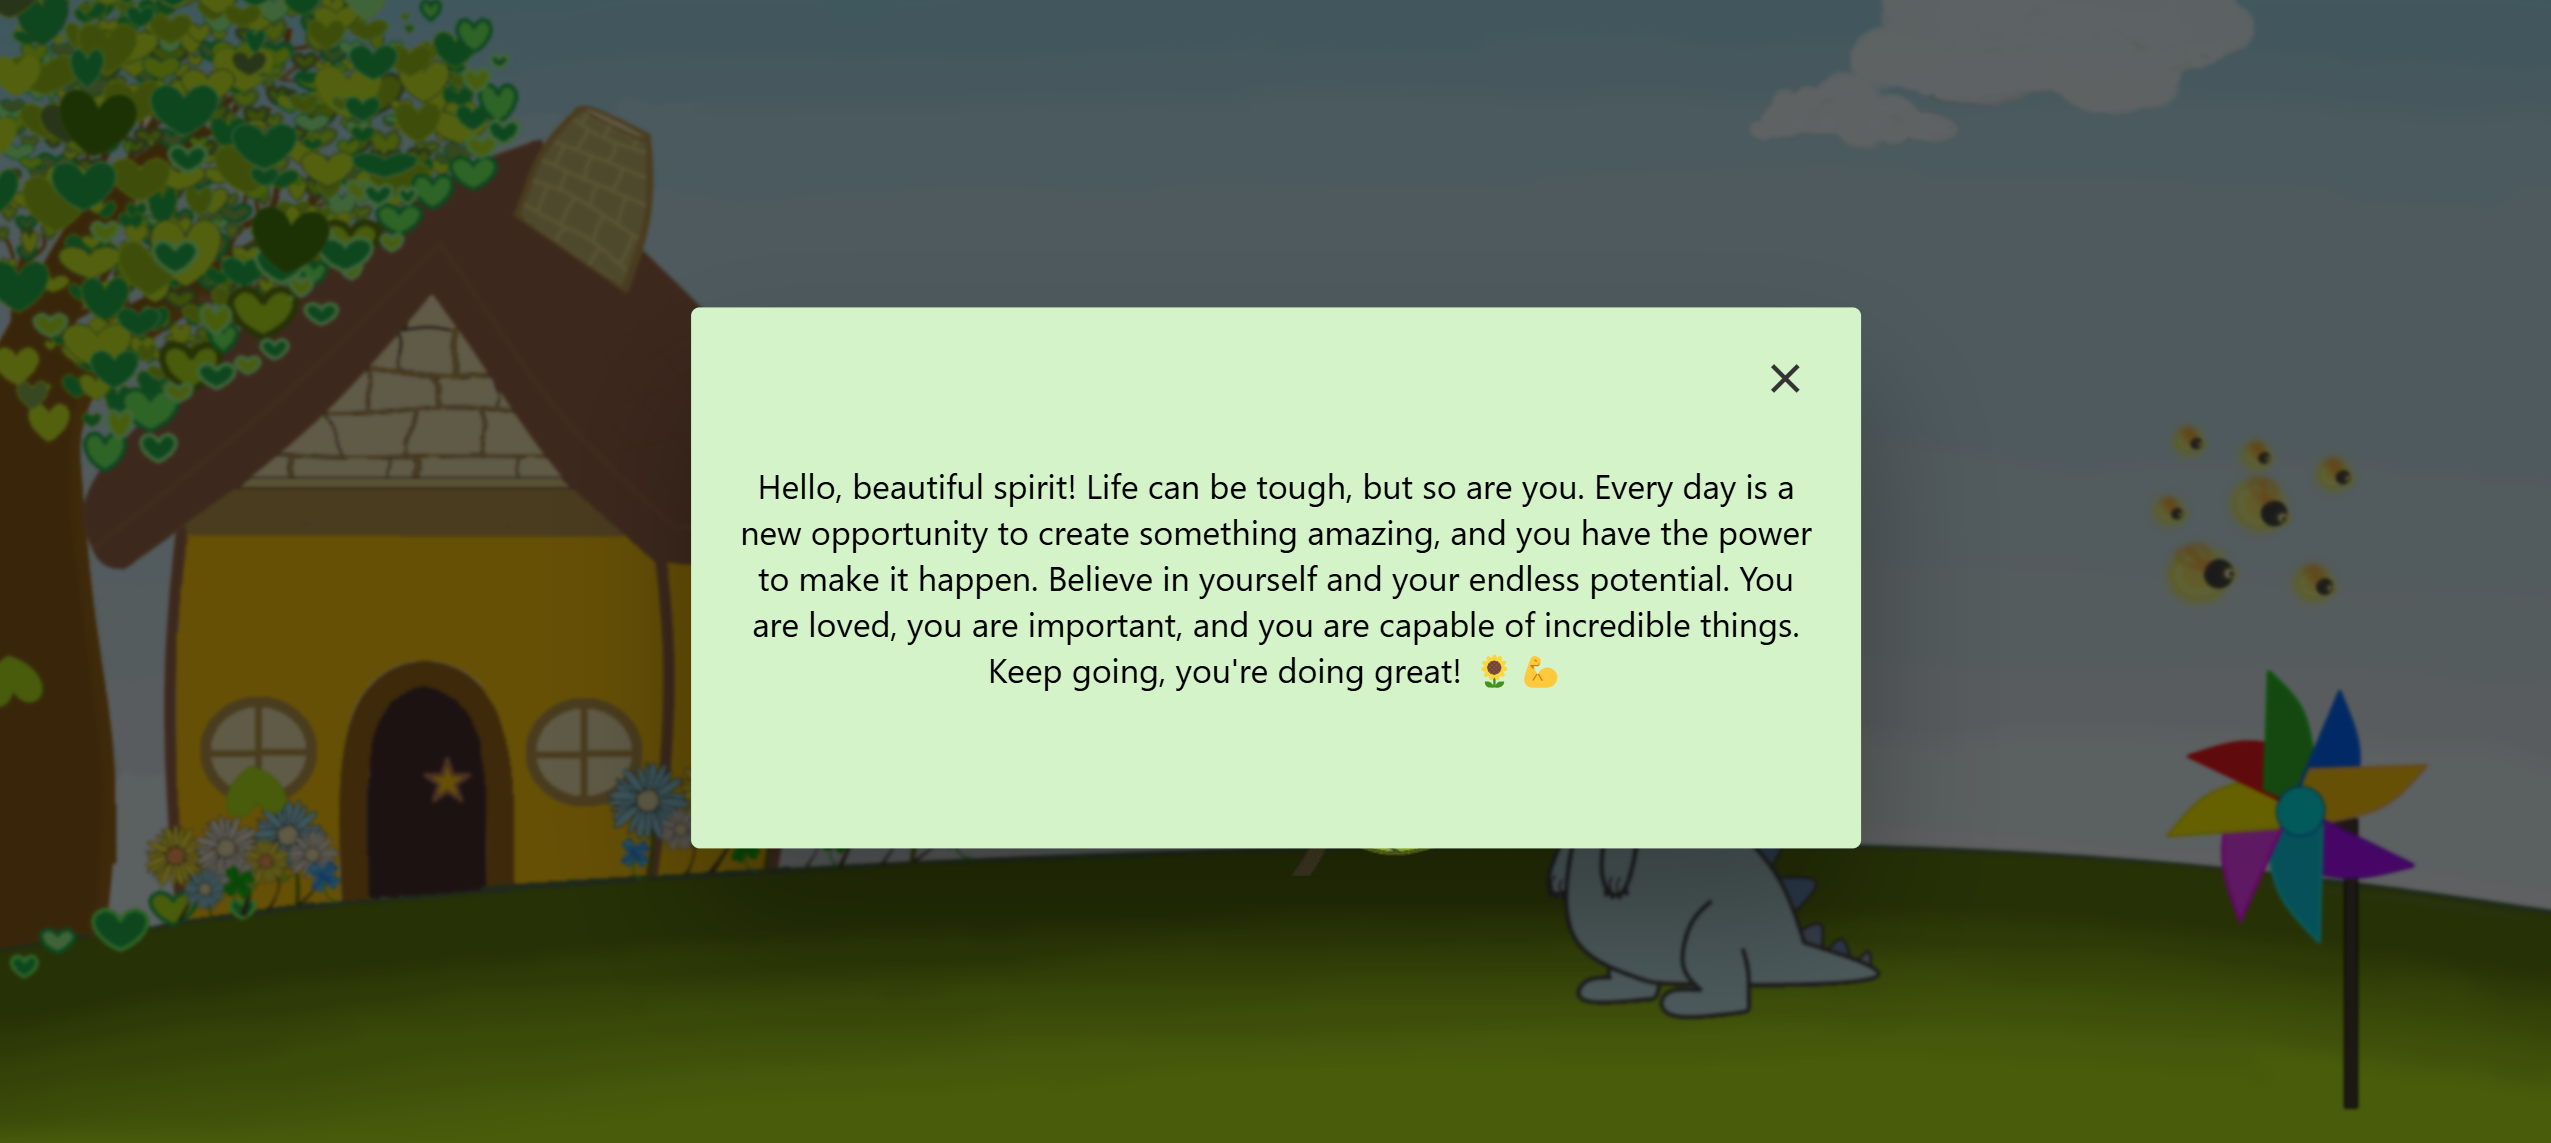 Hello, beautiful spirit! Life can be tough, but so are you. Every day is a
new opportunity to create something amazing, and you have the power
to make it happen. Believe in yourself and your endless potential. You
are loved, you are important, and you are capable of incredible things.
Keep going, you're doing great! 🌻 💪